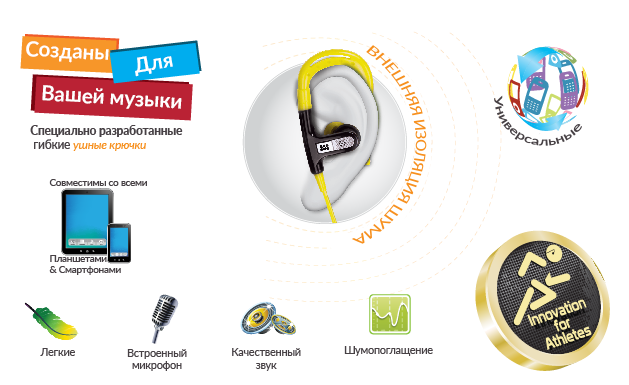 Созданы
Для
Вашей музыки
Специально разработанные
гибкие ушные крючки
ВНЕШНЯЯ ИЗОЛЯЦИЯ ШУМА
Универсальные
Совместимы со всеми
Планшетами
& Смартфонами
Легкие
Встроенный
микрофон
Качественный
звук
Шумопоглащение
Innovation
for
Athletes